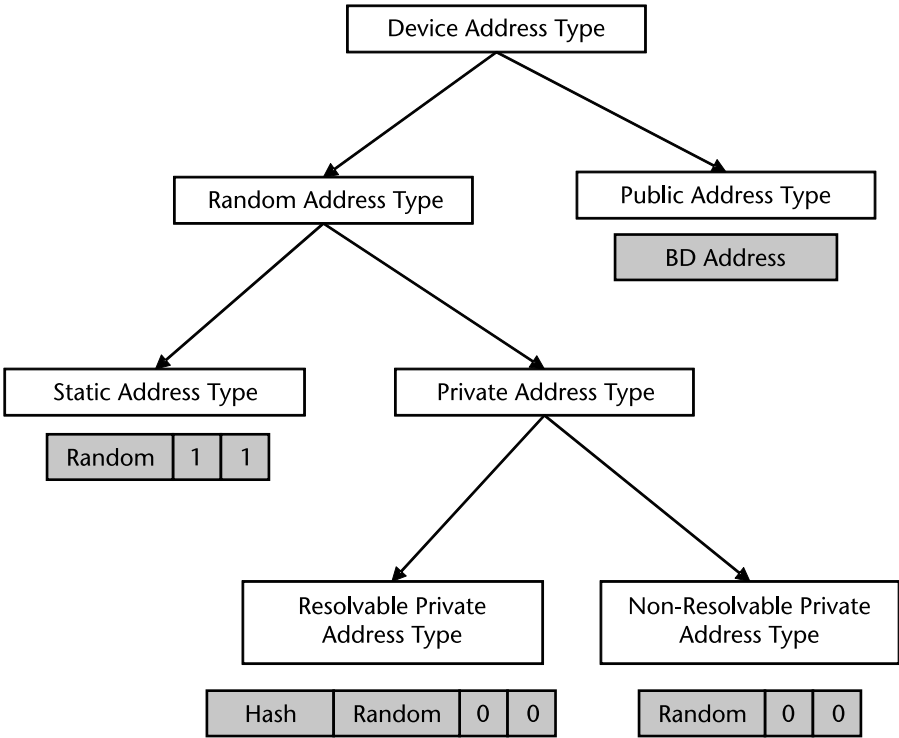 Device Address Type
Random Address Type
Public Address Type
BD Address
Static Address Type
Private Address Type
Random 1 1
Resolvable Private
Address Type
Non-Resolvable Private
Address Type
Hash Random 0 0
Random 0 0